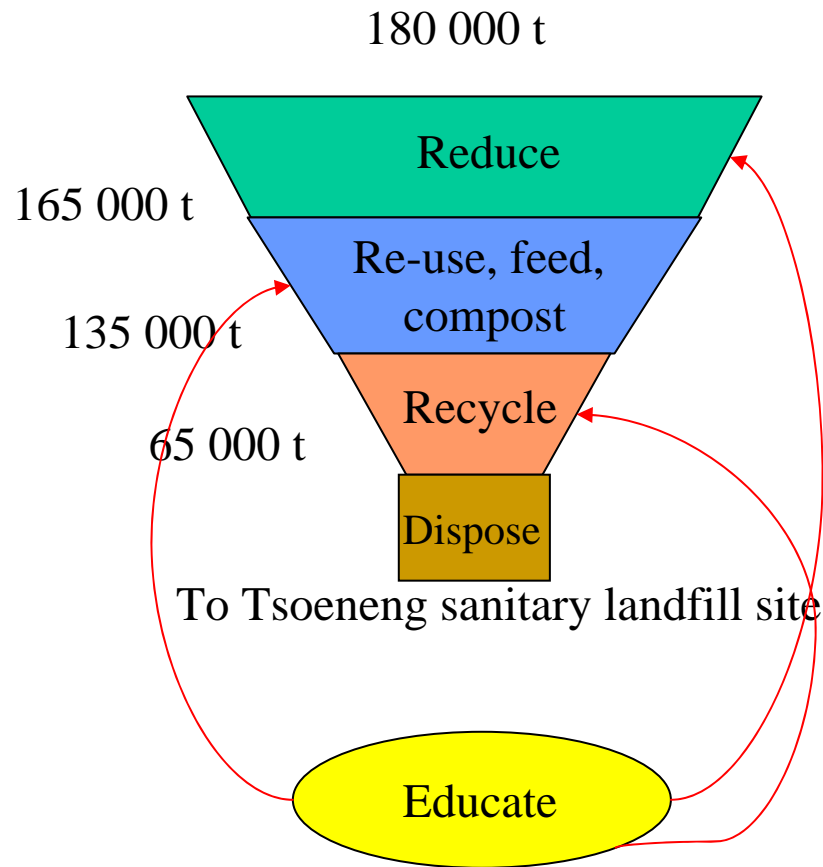 180 000 t
Reduce
165 000 t
Re-use, feed,
compost
135 000 t
Recycle
65 000 t
Dispose
To Tsoeneng sanitary landfill site
Educate